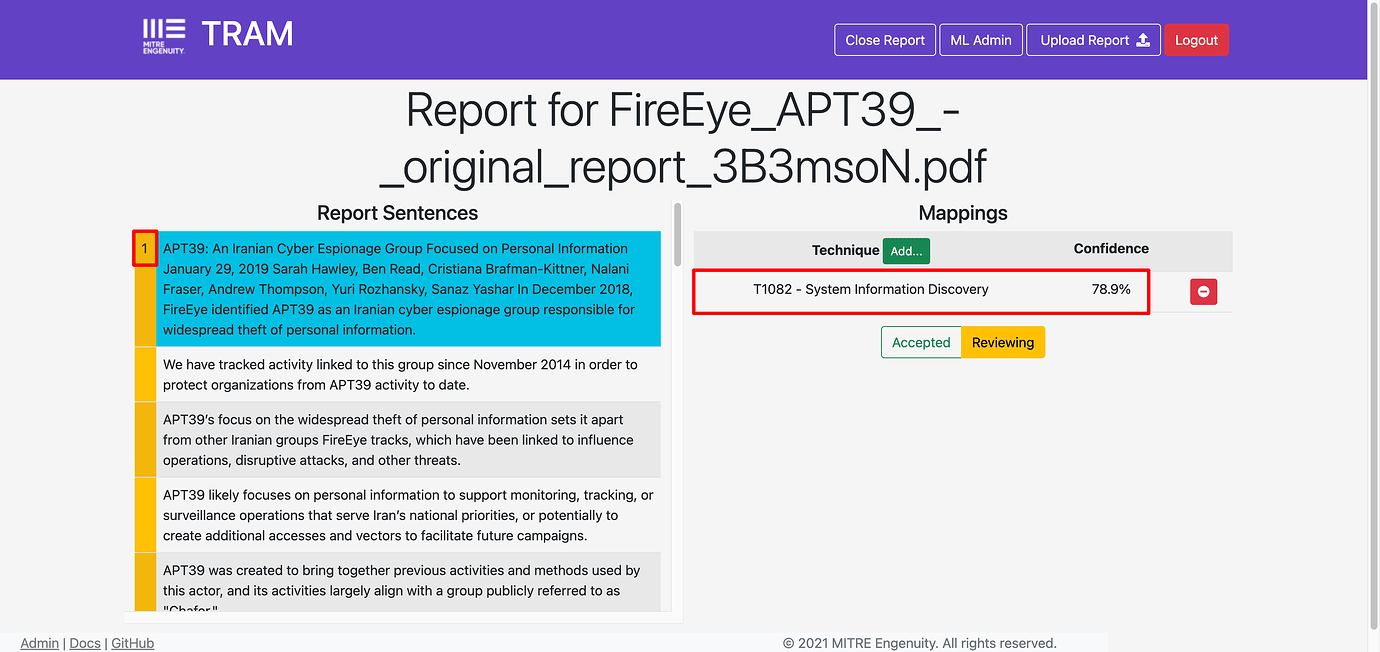 MITRE
ENGENUITY.
TRAM
Close Report
ML Admin
Upload Report
Logout
Report for FireEye_APT39_-
_original_report_3B3msoN.pdf
Report Sentences
1
APT39: An Iranian Cyber Espionage Group Focused on Personal Information
January 29, 2019 Sarah Hawley, Ben Read, Cristiana Brafman-Kittner, Nalani
Fraser, Andrew Thompson, Yuri Rozhansky, Sanaz Yashar In December 2018,
FireEye identified APT39 as an Iranian cyber espionage group responsible for
widespread theft of personal information.
We have tracked activity linked to this group since November 2014 in order to
protect organizations from APT39 activity to date.
APT39’s focus on the widespread theft of personal information sets it apart
from other Iranian groups FireEye tracks, which have been linked to influence
operations, disruptive attacks, and other threats.
APT39 likely focuses on personal information to support monitoring, tracking, or
surveillance operations that serve Iran’s national priorities, or potentially to
create additional accesses and vectors to facilitate future campaigns.
APT39 was created to bring together previous activities and methods used by
this actor, and its activities largely align with a group publicly referred to as
"Chafer."
Mappings
Technique Add... Confidence
T1082 - System Information Discovery 78.9%
Accepted Reviewing
Admin | Docs | GitHub
© 2021 MITRE Engenuity. All rights reserved.